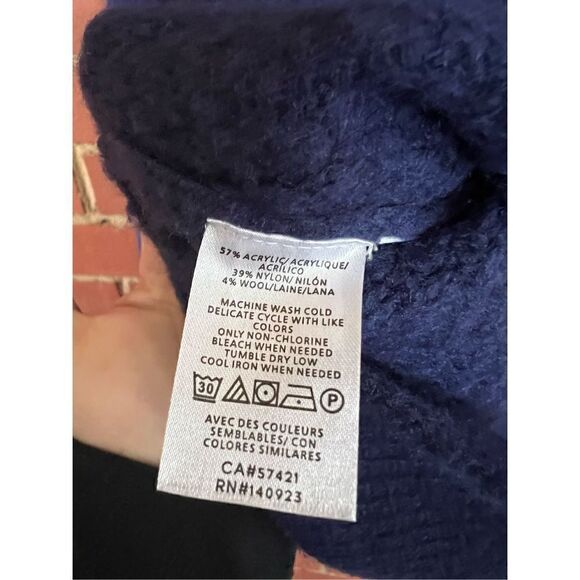 57% ACRYLIC/ ACRYLIQUE/
ACRÍLICO
39% NYLON/ NILÓN
4% WOOL/LAINE/LANA
MACHINE WASH COLD
DELICATE CYCLE WITH LIKE
COLORS
ONLY NON-CHLORINE
BLEACH WHEN NEEDED
TUMBLE DRY LOW
COOL IRON WHEN NEEDED
30 P
AVEC DES COULEURS
SEMBLABLES/ CON
COLORES SIMILARES
CA#57421
RN#140923